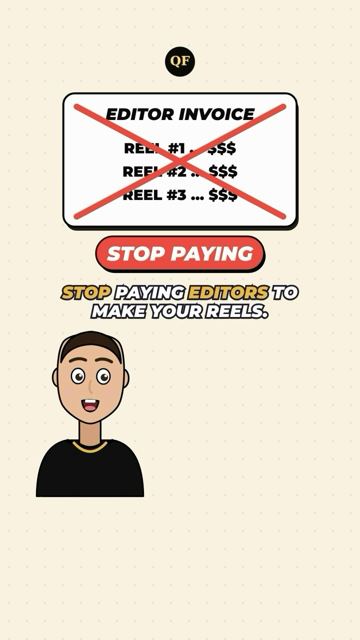 QF
EDITOR INVOICE
REEL #1 ... $$$
REEL #2 ... $$$
REEL #3 ... $$$
STOP PAYING
STOP PAYING EDITORS TO
MAKE YOUR REELS.